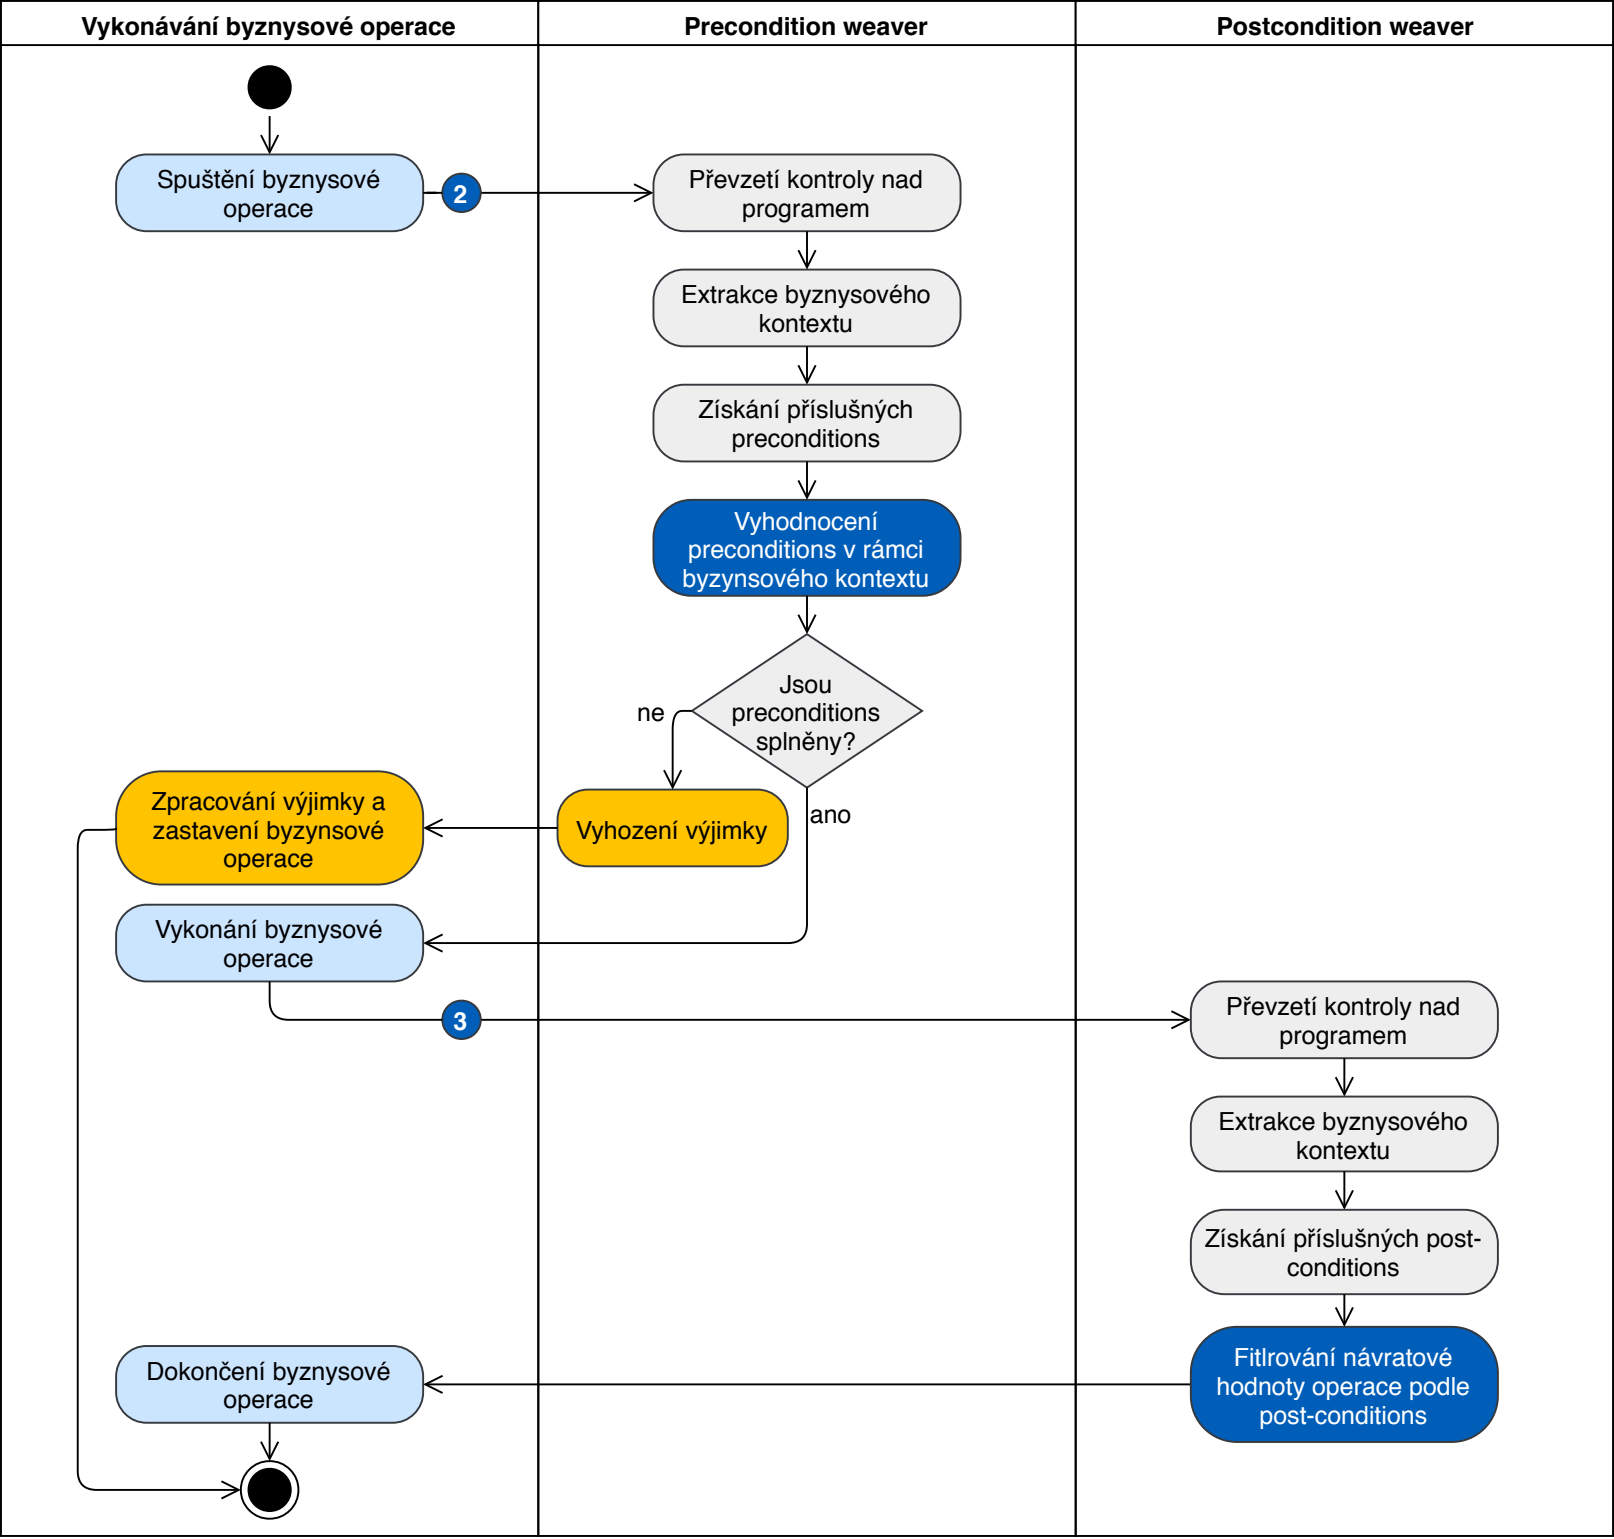 Vykonávání byznysové operace
Precondition weaver
Postcondition weaver
Spuštění byznysové
operace
2
Převzetí kontroly nad
programem
Extrakce byznysového
kontextu
Získání příslušných
preconditions
Vyhodnocení
preconditions v rámci
byzynsového kontextu
Jsou
preconditions
splněny?
ne
ano
Vyhození výjimky
Zpracování výjimky a
zastavení byzynsové
operace
Vykonání byznysové
operace
3
Převzetí kontroly nad
programem
Extrakce byznysového
kontextu
Získání příslušných post-
conditions
Fitlrování návratové
hodnoty operace podle
post-conditions
Dokončení byznysové
operace